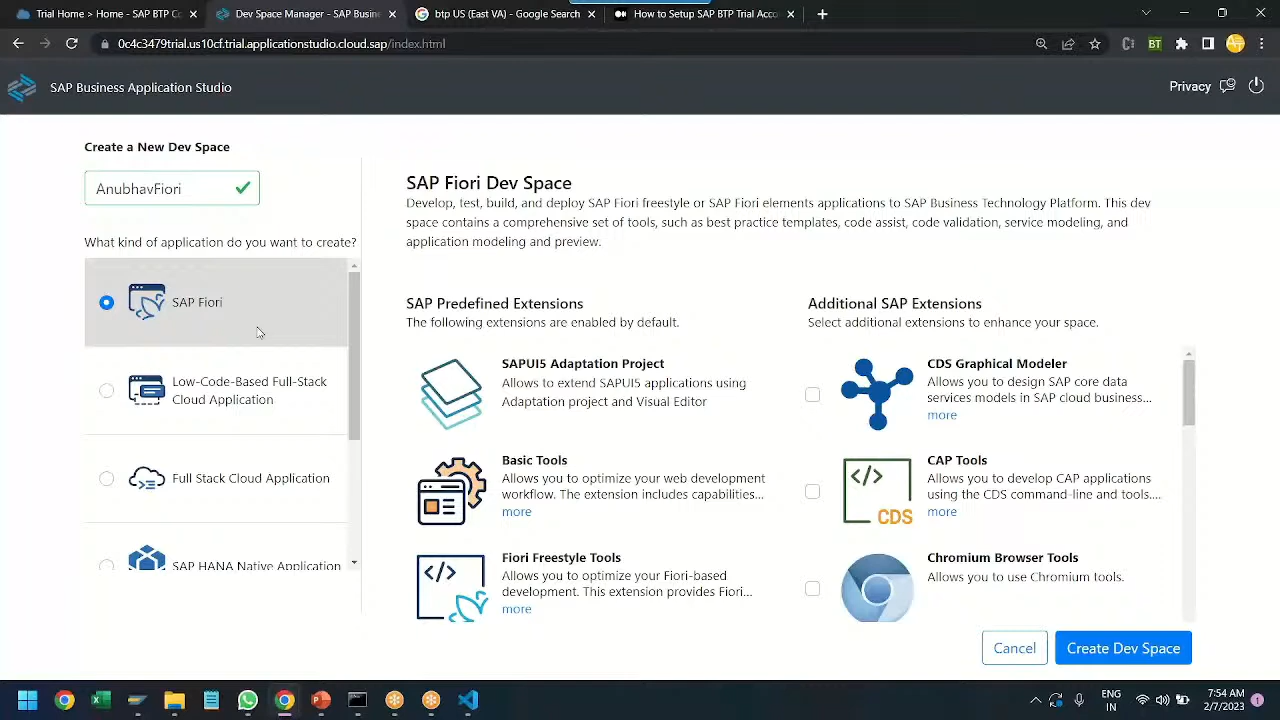 Trial Home > Home - SAP BTP Co
Dev Space Manager - SAP Busine
btp US (East VA) - Google Search
How to Setup SAP BTP Trial Acco
0c4c3479trial.us10cf.trial.applicationstudio.cloud.sap/index.html
BT
SAP Business Application Studio
Privacy
Create a New Dev Space
AnubhavFiori
What kind of application do you want to create?
SAP Fiori
Low-Code-Based Full-Stack
Cloud Application
Full Stack Cloud Application
SAP HANA Native Application
SAP Fiori Dev Space
Develop, test, build, and deploy SAP Fiori freestyle or SAP Fiori elements applications to SAP Business Technology Platform. This dev
space contains a comprehensive set of tools, such as best practice templates, code assist, code validation, service modeling, and
application modeling and preview.
SAP Predefined Extensions
The following extensions are enabled by default.
SAPUI5 Adaptation Project
Allows to extend SAPUI5 applications using
Adaptation project and Visual Editor
Basic Tools
Allows you to optimize your web development
workflow. The extension includes capabilities...
more
Fiori Freestyle Tools
Allows you to optimize your Fiori-based
development. This extension provides Fiori...
more
Additional SAP Extensions
Select additional extensions to enhance your space.
CDS Graphical Modeler
Allows you to design SAP core data
services models in SAP cloud business...
more
CDS
CAP Tools
Allows you to develop CAP applications
using the CDS command-line and tools....
more
Chromium Browser Tools
Allows you to use Chromium tools.
Cancel
Create Dev Space
ENG
IN
7:54 AM
2/7/2023
1